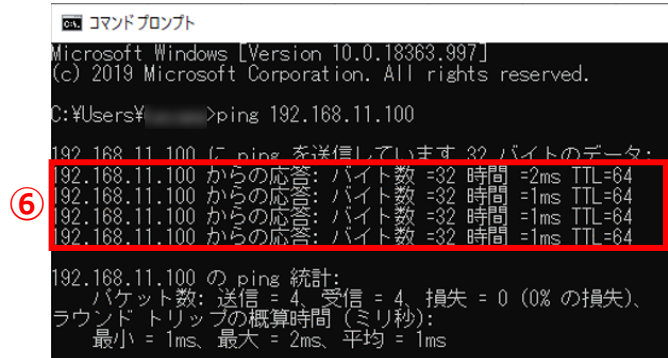 コマンド プロンプト
Microsoft Windows [Version 10.0.18363.997]
(c) 2019 Microsoft Corporation. All rights reserved.
C:¥Users¥ >ping 192.168.11.100
192.168.11.100 に ping を送信しています 32 バイトのデータ:
192.168.11.100 からの応答: バイト数 =32 時間 =2ms TTL=64
192.168.11.100 からの応答: バイト数 =32 時間 =1ms TTL=64
⑥
192.168.11.100 からの応答: バイト数 =32 時間 =1ms TTL=64
192.168.11.100 からの応答: バイト数 =32 時間 =1ms TTL=64
192.168.11.100 の ping 統計:
パケット数: 送信 = 4、受信 = 4、損失 = 0 (0% の損失)、
ラウンド トリップの概算時間 (ミリ秒):
最小 = 1ms、最大 = 2ms、平均 = 1ms